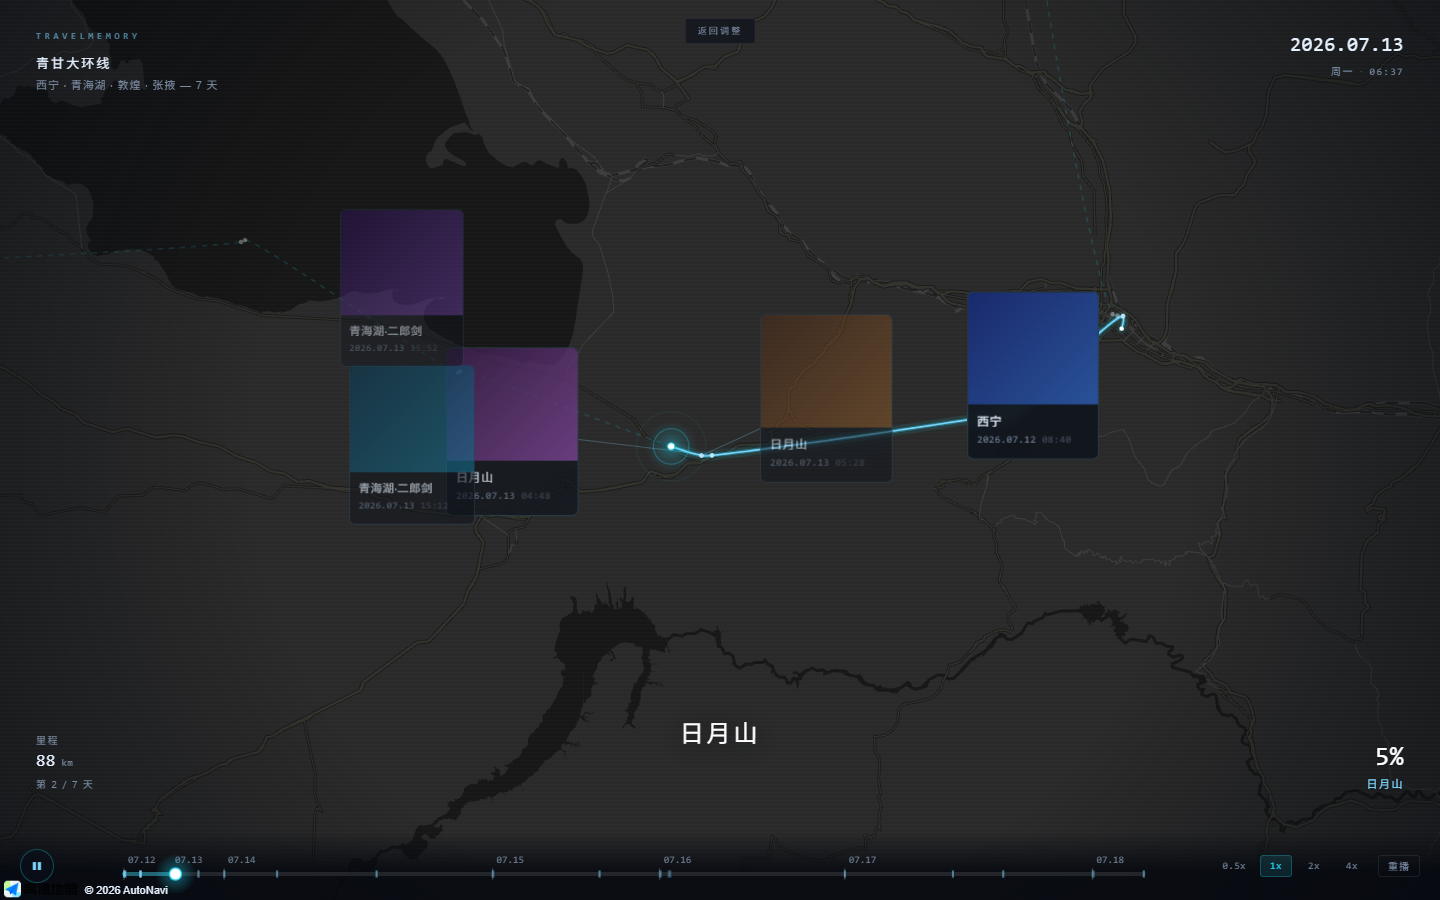 TRAVELMEMORY
青甘大环线
西宁 · 青海湖 · 敦煌 · 张掖 — 7 天
返回调整
2026.07.13
周一 · 06:37
青海湖·二郎剑
2026.07.13 15:52
青海湖·二郎剑
2026.07.13 15:12
日月山
2026.07.13 04:48
日月山
2026.07.13 05:28
西宁
2026.07.12 08:40
日月山
里程
88 km
第 2 / 7 天
5%
日月山
07.12 07.13 07.14 07.15 07.16 07.17 07.18
0.5x 1x 2x 4x 重播
© 2026 AutoNavi